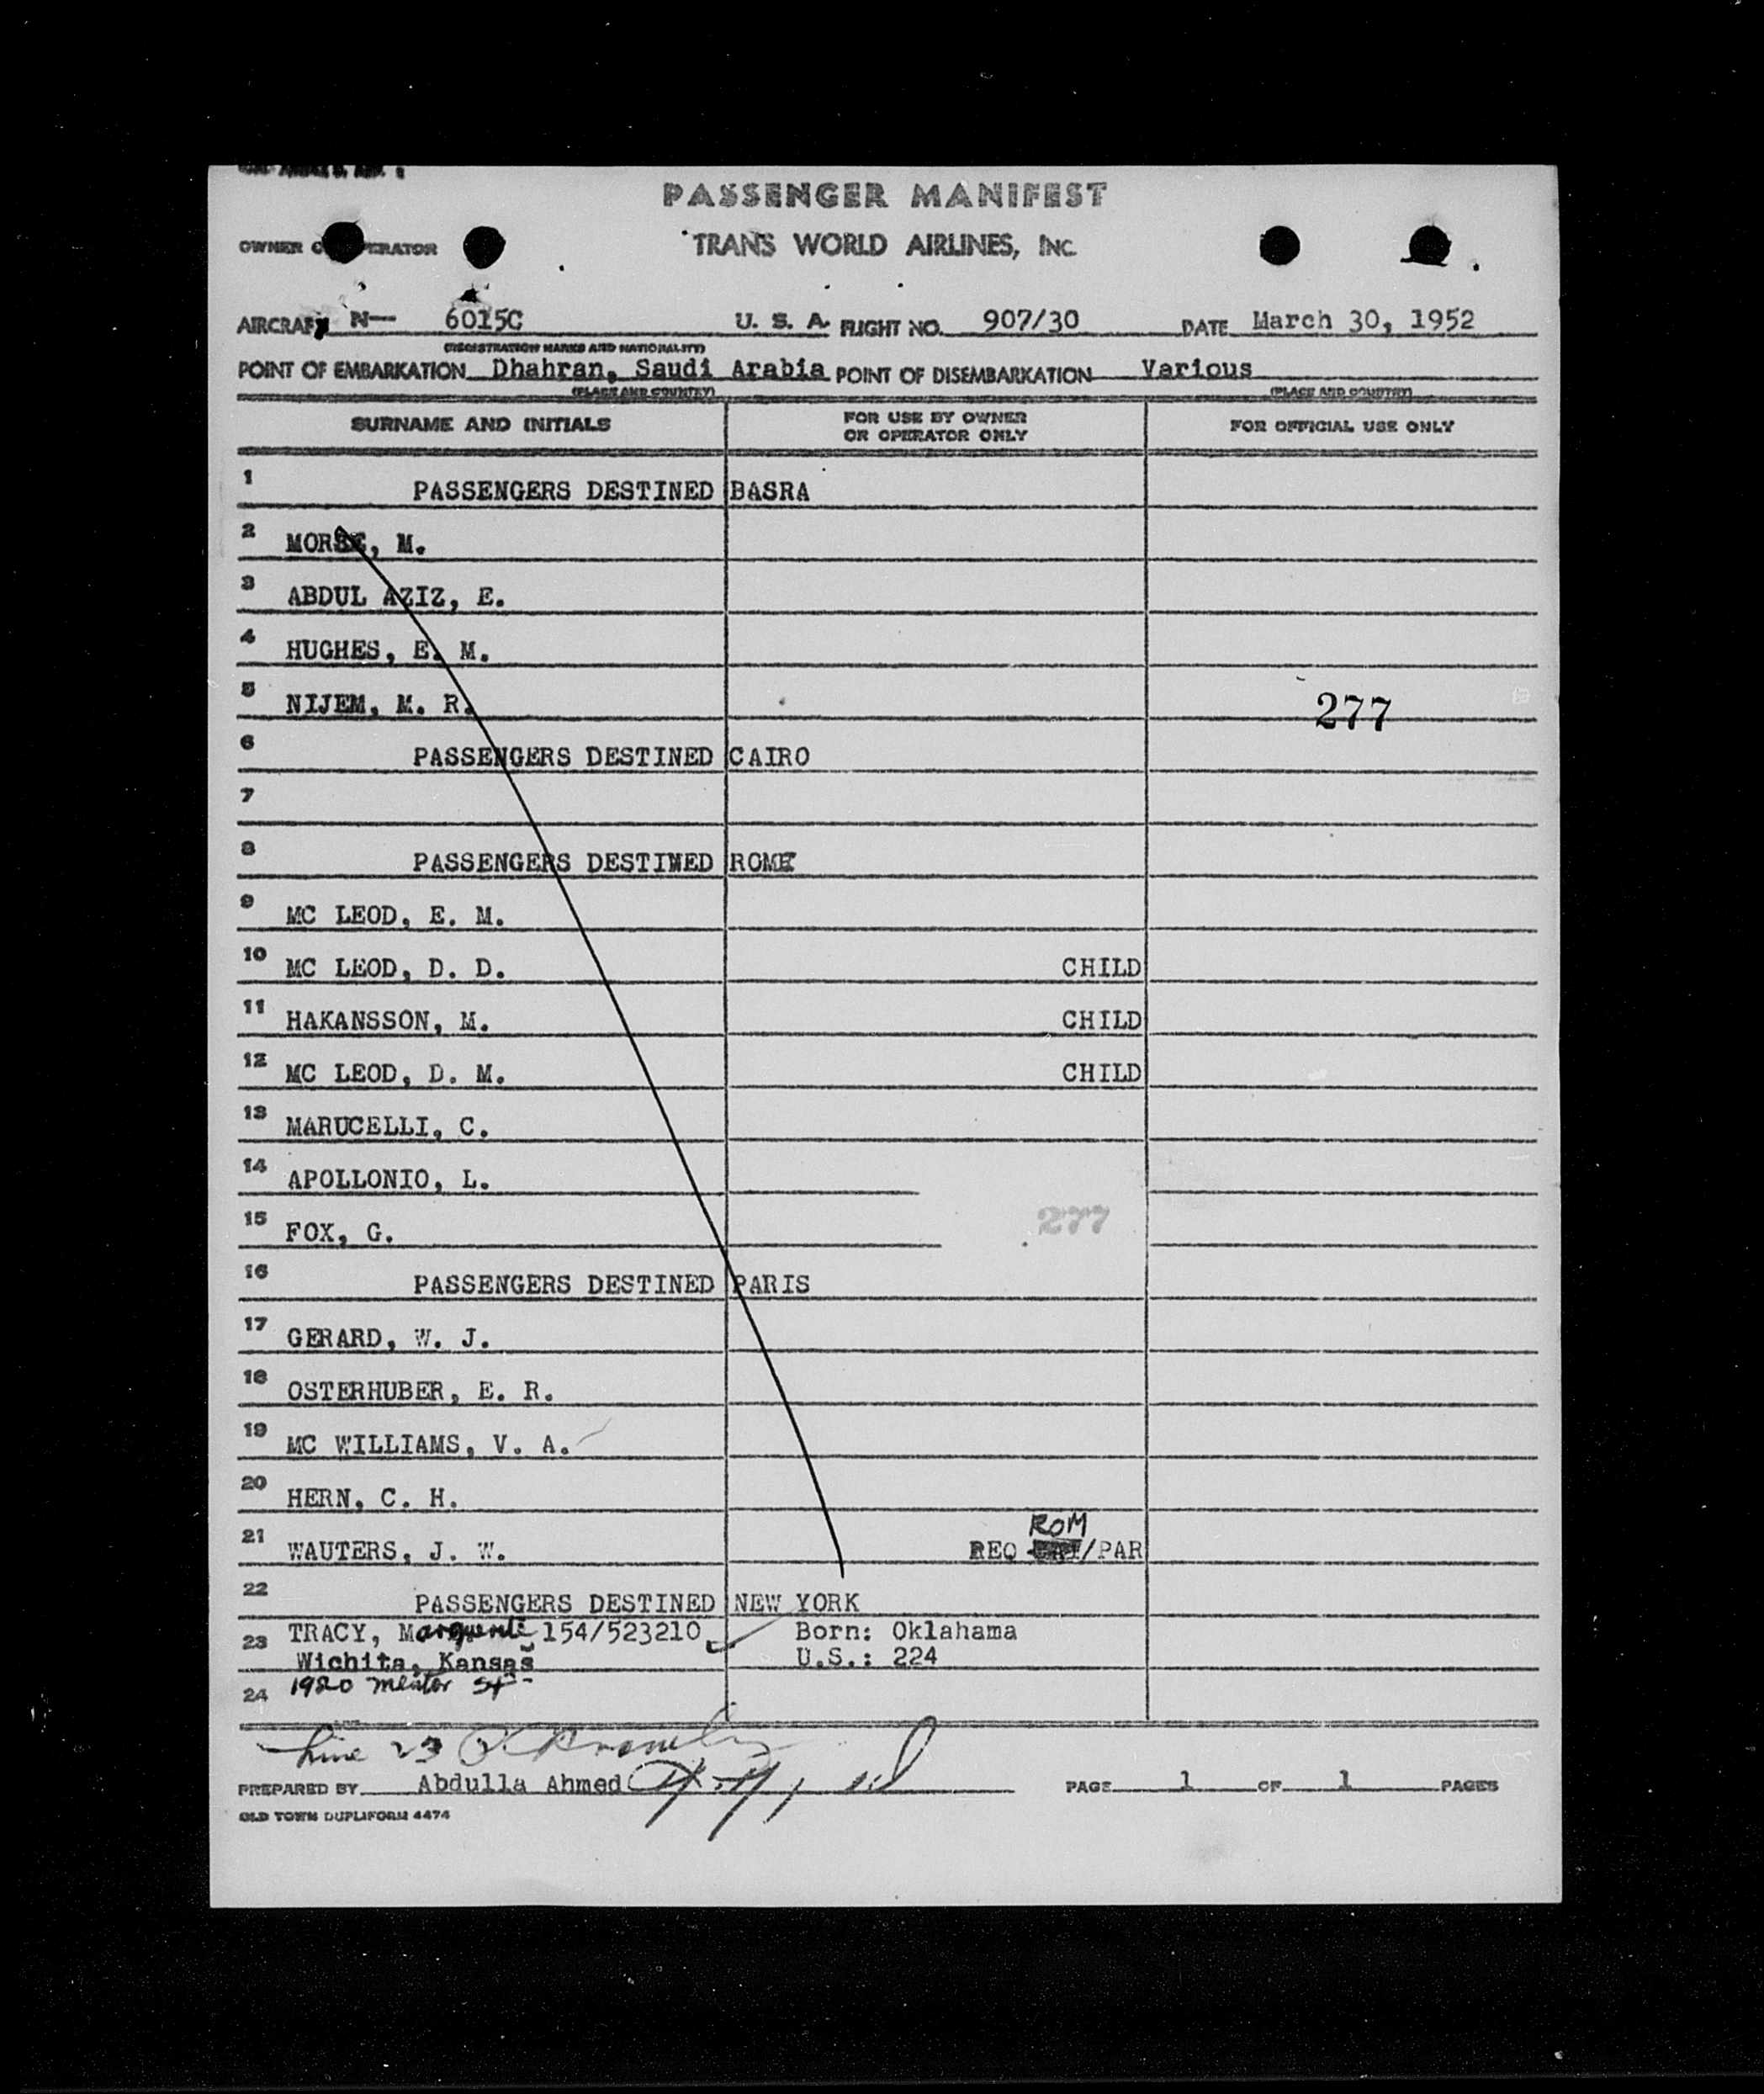 PASSENGER MANIFEST
OWNER O ERATOR TRANS WORLD AIRLINES, INC
AIRCRAFT N— 6015C U. S. A. FLIGHT NO. 907/30 DATE March 30, 1952
(REGISTRATION MARKS AND NATIONALITY)
POINT OF EMBARKATION Dhahran, Saudi Arabia POINT OF DISEMBARKATION Various
(PLACE AND COUNTRY) (PLACE AND COUNTRY)
SURNAME AND INITIALS FOR USE BY OWNER OR OPERATOR ONLY FOR OFFICIAL USE ONLY
1 PASSENGERS DESTINED BASRA
2 MORSE, M.
3 ABDUL AZIZ, E.
4 HUGHES, E. M.
5 NIJEM, M. R. 277
6 PASSENGERS DESTINED CAIRO
7
8 PASSENGERS DESTINED ROME
9 MC LEOD, E. M.
10 MC LEOD, D. D. CHILD
11 HAKANSSON, M. CHILD
12 MC LEOD, D. M. CHILD
13 MARUCELLI, C.
14 APOLLONIO, L.
15 FOX, G. 277
16 PASSENGERS DESTINED PARIS
17 GERARD, W. J.
18 OSTERHUBER, E. R.
19 MC WILLIAMS, V. A.
20 HERN, C. H.
ROM
21 WAUTERS, J. W. REQ /PAR
22 PASSENGERS DESTINED NEW YORK
23 TRACY, Marguerite 154/523210 Born: Oklahama
Wichita, Kansas U.S.: 224
24 1920 Mentor St-
Line 23
PREPARED BY Abdulla Ahmed PAGE 1 OF 1 PAGES
OLD TOWN DUPLIFORM 4474